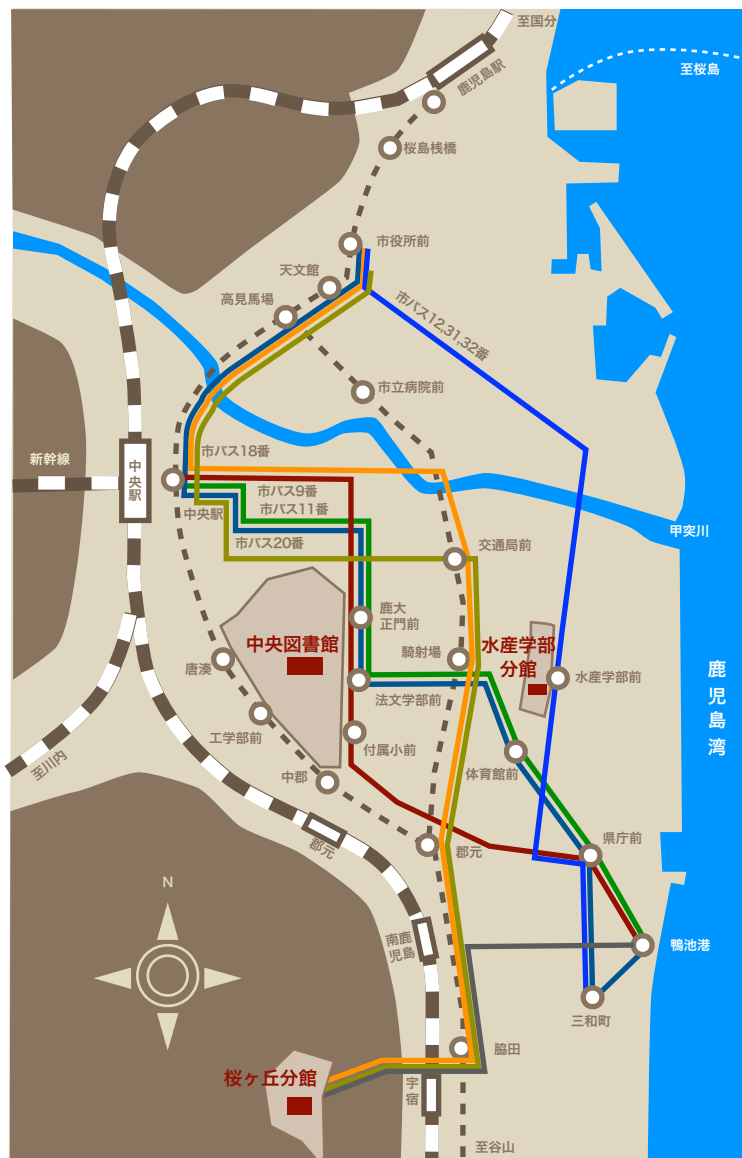 至国分
至桜島
鹿児島駅
桜島桟橋
市役所前
天文館
高見馬場
市バス12,31,32番
市立病院前
新幹線
中央駅
市バス18番
市バス9番
中央駅
市バス11番
甲突川
市バス20番
交通局前
鹿大
正門前
中央図書館
騎射場
水産学部
分館
唐湊
水産学部前
法文学部前
鹿児島湾
工学部前
付属小前
至川内
中郡
体育館前
郡元
郡元
県庁前
N
南鹿
児島
鴨池港
三和町
脇田
桜ヶ丘分館
宇宿
至谷山